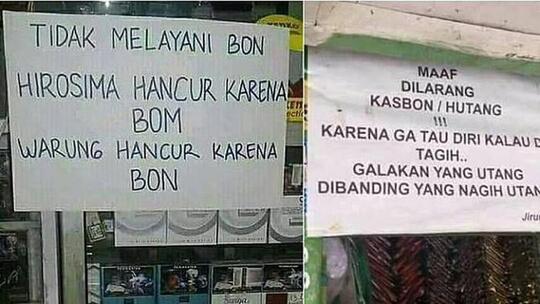 TIDAK MELAYANI BON
HIROSIMA HANCUR KARENA
BOM
WARUNG HANCUR KARENA
BON
MAAF
DILARANG
KASBON / HUTANG
!!!
KARENA GA TAU DIRI KALAU D
TAGIH..
GALAKAN YANG UTANG
DIBANDING YANG NAGIH UTAN